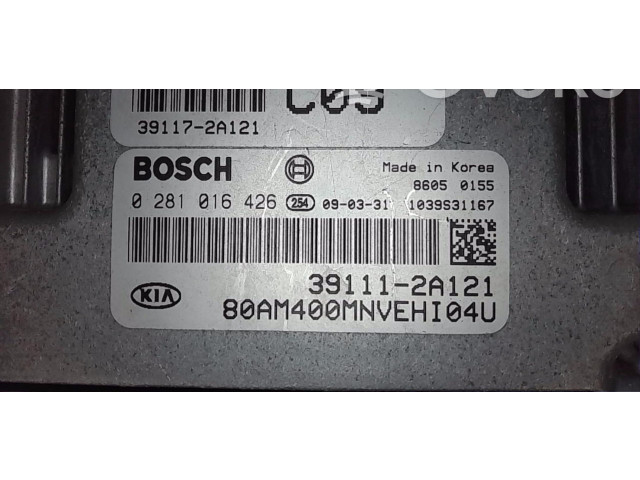 C03
39117-2A121
BOSCH Made in Korea
8605 0155
0 281 016 426 254 09-03-31 1039S31167
39111-2A121
KIA 80AM400MNVEHI04U